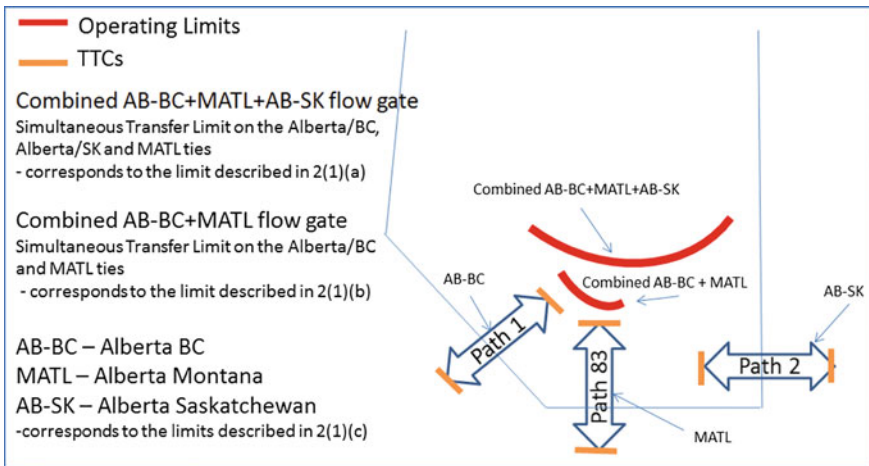 Operating Limits
TTCs
Combined AB-BC+MATL+AB-SK flow gate
Simultaneous Transfer Limit on the Alberta/BC,
Alberta/SK and MATL ties
- corresponds to the limit described in 2(1)(a)
Combined AB-BC+MATL flow gate
Simultaneous Transfer Limit on the Alberta/BC
and MATL ties
- corresponds to the limit described in 2(1)(b)
AB-BC – Alberta BC
MATL – Alberta Montana
AB-SK – Alberta Saskatchewan
-corresponds to the limits described in 2(1)(c)
Combined AB-BC+MATL+AB-SK
Combined AB-BC + MATL
AB-BC
AB-SK
Path 1
Path 83
Path 2
MATL